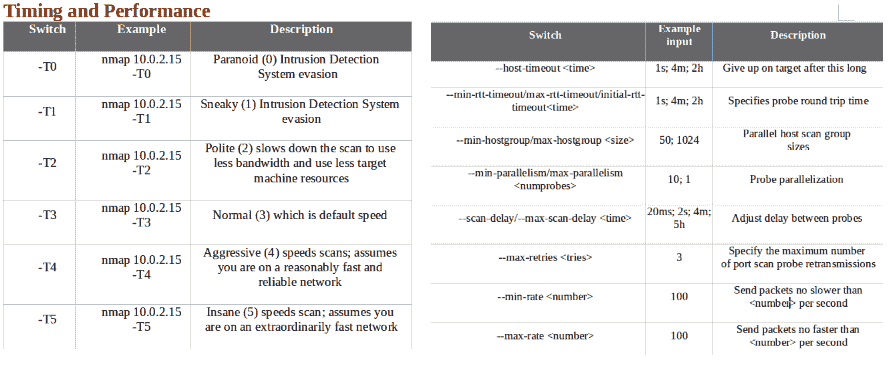 Timing and Performance
Switch Example Description
-T0 nmap 10.0.2.15 -T0 Paranoid (0) Intrusion Detection System evasion
-T1 nmap 10.0.2.15 -T1 Sneaky (1) Intrusion Detection System evasion
-T2 nmap 10.0.2.15 -T2 Polite (2) slows down the scan to use less bandwidth and use less target machine resources
-T3 nmap 10.0.2.15 -T3 Normal (3) which is default speed
-T4 nmap 10.0.2.15 -T4 Aggressive (4) speeds scans; assumes you are on a reasonably fast and reliable network
-T5 nmap 10.0.2.15 -T5 Insane (5) speeds scan; assumes you are on an extraordinarily fast network
Switch Example input Description
--host-timeout <time> 1s; 4m; 2h Give up on target after this long
--min-rtt-timeout/max-rtt-timeout/initial-rtt-timeout<time> 1s; 4m; 2h Specifies probe round trip time
--min-hostgroup/max-hostgroup <size> 50; 1024 Parallel host scan group sizes
--min-parallelism/max-parallelism <numprobes> 10; 1 Probe parallelization
--scan-delay/--max-scan-delay <time> 20ms; 2s; 4m; 5h Adjust delay between probes
--max-retries <tries> 3 Specify the maximum number of port scan probe retransmissions
--min-rate <number> 100 Send packets no slower than <number> per second
--max-rate <number> 100 Send packets no faster than <number> per second